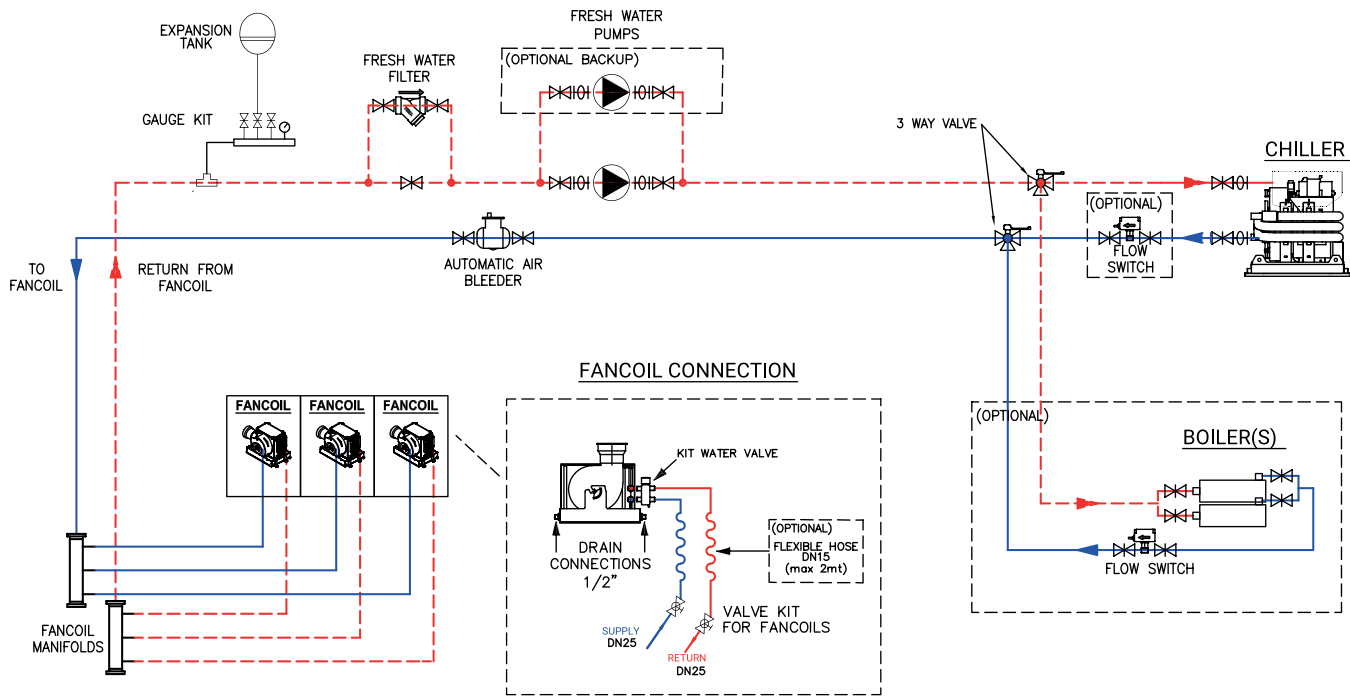 EXPANSION
TANK
GAUGE KIT
FRESH WATER
FILTER
FRESH WATER
PUMPS
(OPTIONAL BACKUP)
3 WAY VALVE
CHILLER
(OPTIONAL)
FLOW
SWITCH
AUTOMATIC AIR
BLEEDER
TO
FANCOIL
RETURN FROM
FANCOIL
FANCOIL
FANCOIL
FANCOIL
FANCOIL
MANIFOLDS
FANCOIL CONNECTION
KIT WATER VALVE
DRAIN
CONNECTIONS
1/2”
(OPTIONAL)
FLEXIBLE HOSE
DN15
(max 2mt)
VALVE KIT
FOR FANCOILS
SUPPLY
DN25
RETURN
DN25
(OPTIONAL)
BOILER(S)
FLOW SWITCH